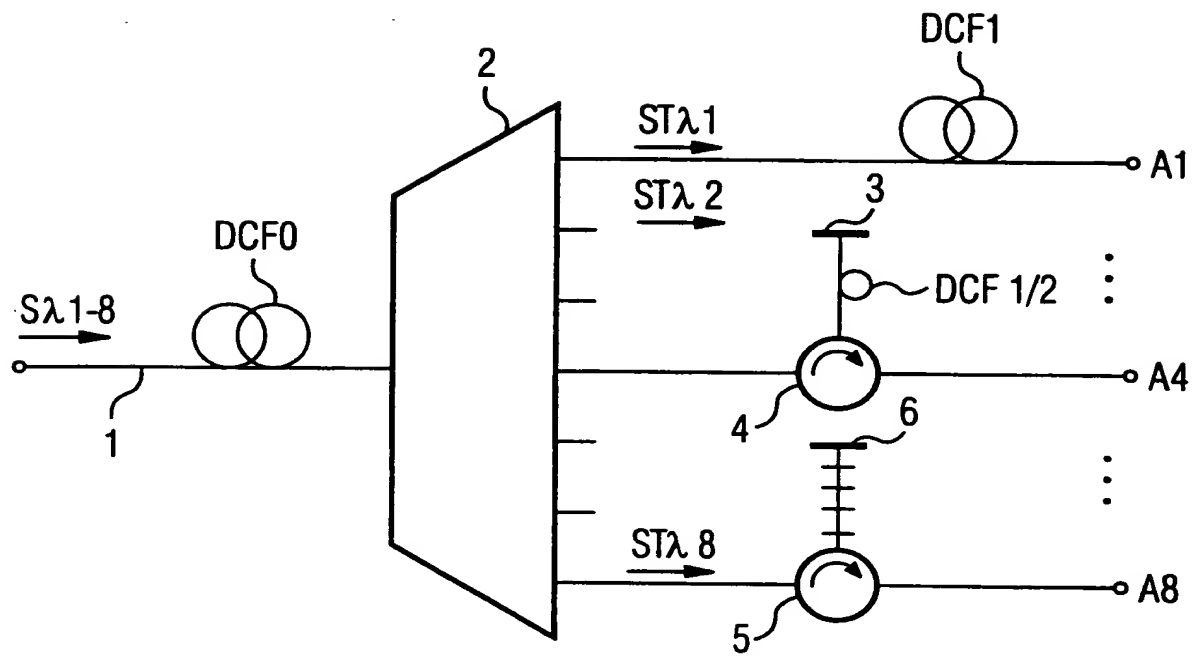 DCF1
2
STλ1
A1
STλ 2
3
DCF0
DCF 1/2
Sλ1-8
A4
1
4
6
STλ 8
A8
5